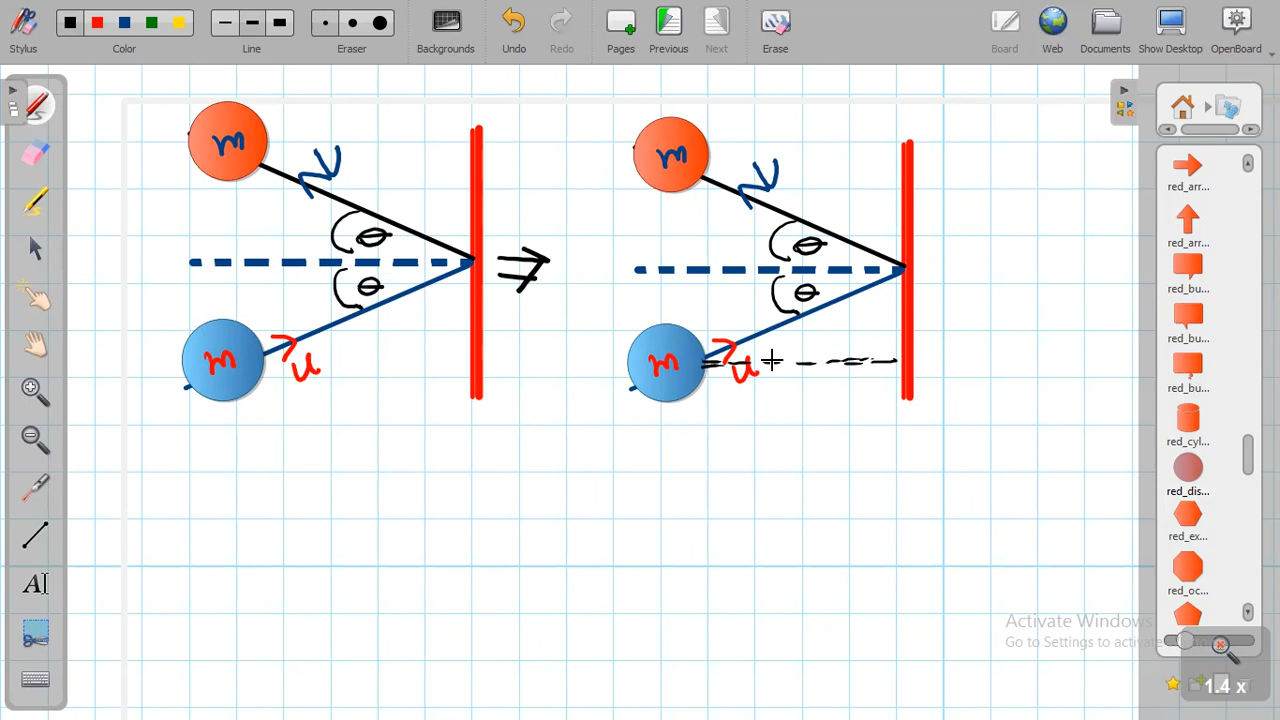 Stylus
Color
Line
Eraser
Backgrounds
Undo
Redo
Pages
Previous
Next
Erase
Board
Web
Documents
Show Desktop
OpenBoard
m
θ
θ
m
u
⇒
m
θ
θ
m
u
red_arr...
red_arr...
red_bu...
red_bu...
red_bu...
red_cyl...
red_dis...
red_ex...
red_oc...
AI
Activate Windows
Go to Settings to activate
1.4 x